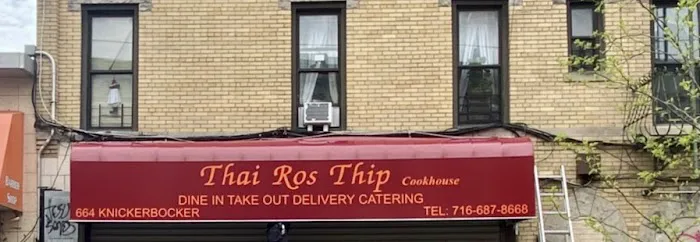 Thai Ros Thip Cookhouse
DINE IN TAKE OUT DELIVERY CATERING
664 KNICKERBOCKER TEL: 716-687-8668